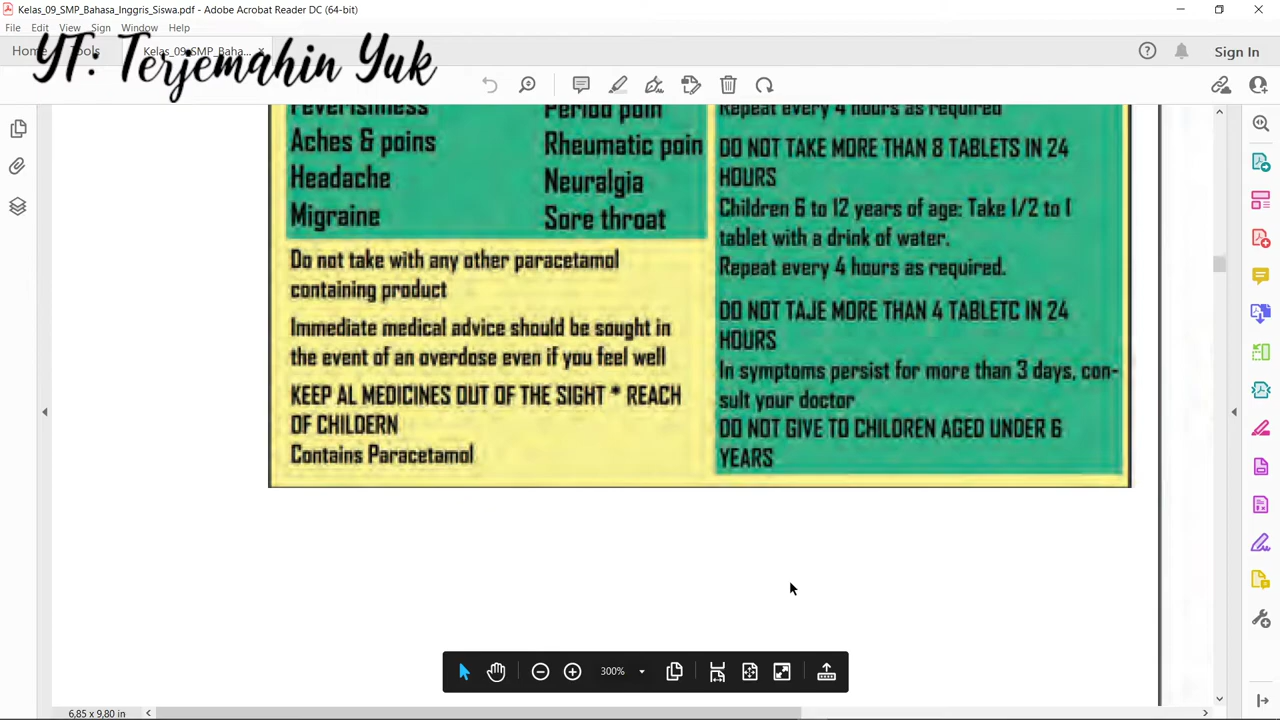 Kelas_09_SMP_Bahasa_Inggris_Siswa.pdf - Adobe Acrobat Reader DC (64-bit)
File Edit View Sign Window Help
Home Tools Kelas_09_SMP_Baha... ×
Sign In
YT: Terjemahin Yuk
Feverishness
Aches & poins
Headache
Migraine
Period poin
Rheumatic poin
Neuralgia
Sore throat
Do not take with any other paracetamol
containing product
Immediate medical advice should be sought in
the event of an overdose even if you feel well
KEEP AL MEDICINES OUT OF THE SIGHT * REACH
OF CHILDERN
Contains Paracetamol
Repeat every 4 hours as required
DO NOT TAKE MORE THAN 8 TABLETS IN 24
HOURS
Children 6 to 12 years of age: Take 1/2 to 1
tablet with a drink of water.
Repeat every 4 hours as required.
DO NOT TAJE MORE THAN 4 TABLETC IN 24
HOURS
In symptoms persist for more than 3 days, con-
sult your doctor
DO NOT GIVE TO CHILDREN AGED UNDER 6
YEARS
300%
6,85 x 9,80 in